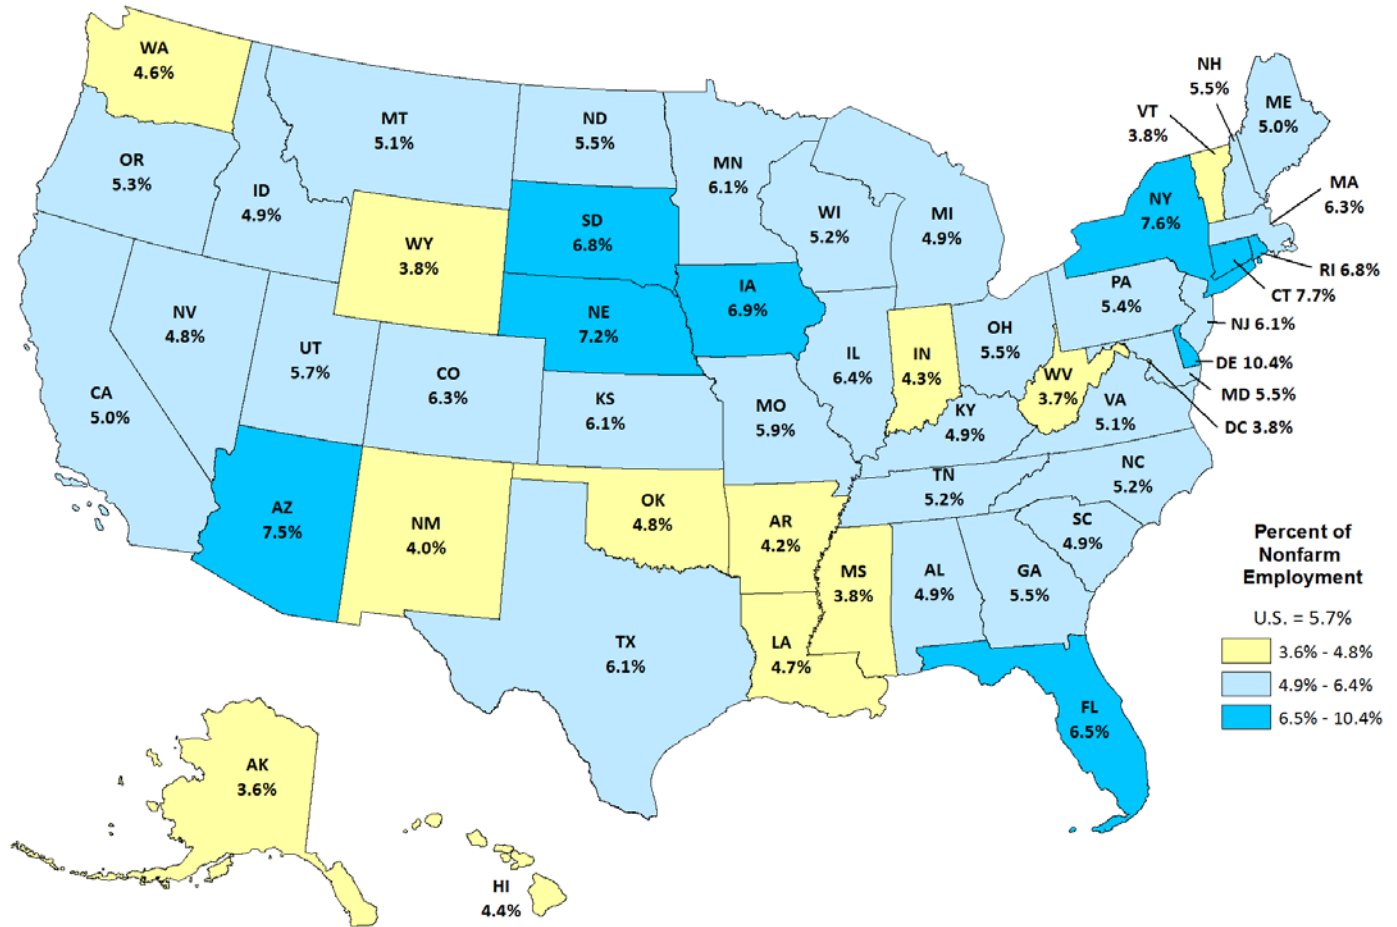 WA
4.6%
NH
5.5%
ME
5.0%
VT
3.8%
MT
5.1%
ND
5.5%
OR
5.3%
MN
6.1%
ID
4.9%
MA
6.3%
NY
7.6%
WI
5.2%
MI
4.9%
SD
6.8%
WY
3.8%
RI 6.8%
CT 7.7%
PA
5.4%
IA
6.9%
NV
4.8%
NE
7.2%
NJ 6.1%
OH
5.5%
UT
5.7%
IL
6.4%
IN
4.3%
DE 10.4%
CO
6.3%
WV
3.7%
MD 5.5%
CA
5.0%
KS
6.1%
MO
5.9%
KY
4.9%
VA
5.1%
DC 3.8%
NC
5.2%
TN
5.2%
AZ
7.5%
NM
4.0%
OK
4.8%
AR
4.2%
SC
4.9%
MS
3.8%
AL
4.9%
GA
5.5%
TX
6.1%
LA
4.7%
FL
6.5%
AK
3.6%
HI
4.4%
Percent of
Nonfarm
Employment
U.S. = 5.7%
3.6% - 4.8%
4.9% - 6.4%
6.5% - 10.4%